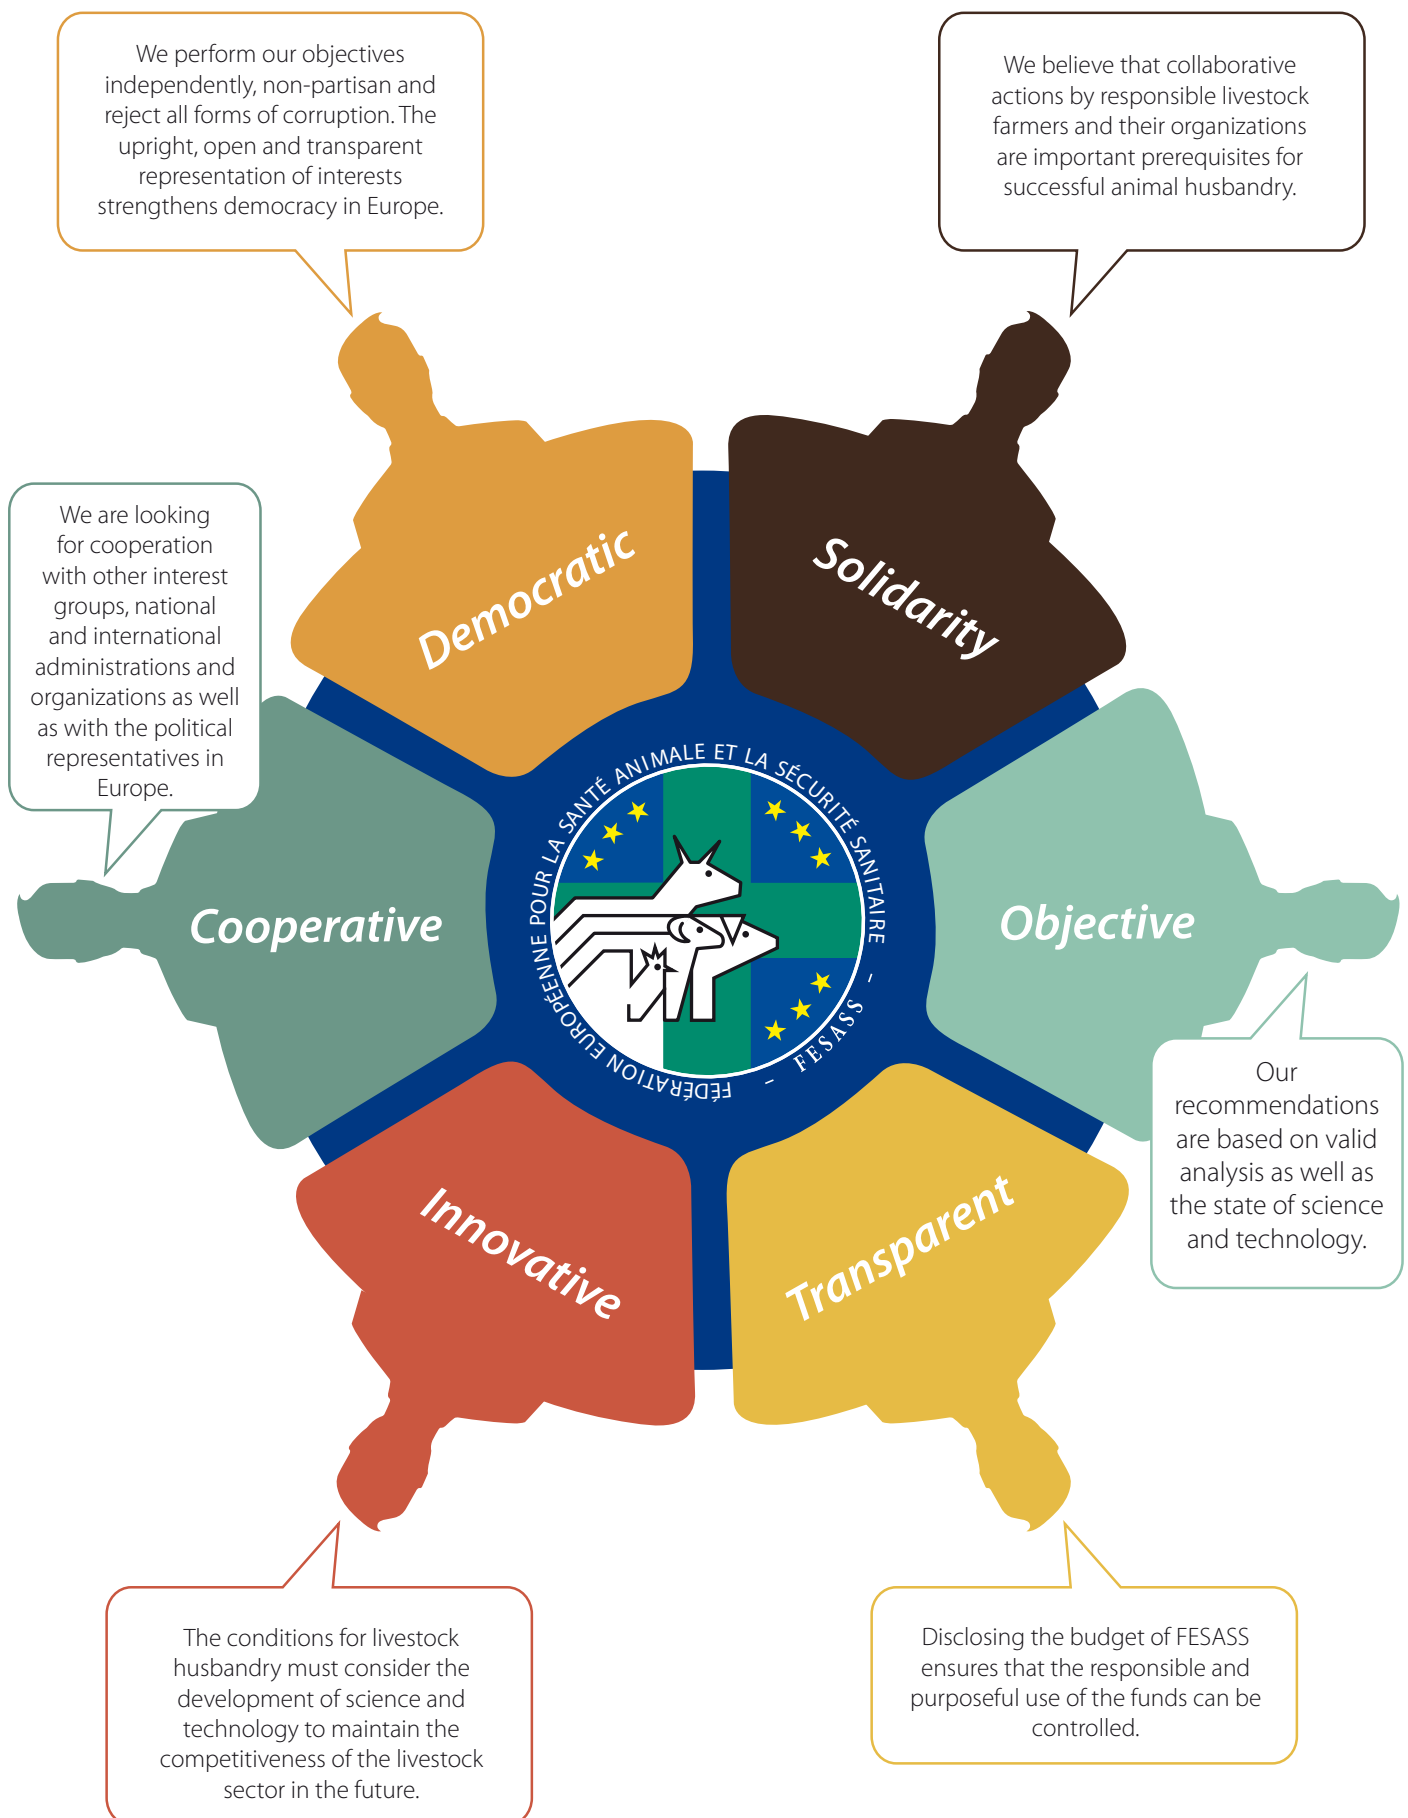 We perform our objectives
independently, non-partisan and
reject all forms of corruption. The
upright, open and transparent
representation of interests
strengthens democracy in Europe.
We believe that collaborative
actions by responsible livestock
farmers and their organizations
are important prerequisites for
successful animal husbandry.
Democratic
Solidarity
We are looking
for cooperation
with other interest
groups, national
and international
administrations and
organizations as well
as with the political
representatives in
Europe.
Cooperative
FÉDÉRATION EUROPÉENNE POUR LA SANTÉ ANIMALE ET LA SÉCURITÉ SANITAIRE - FESASS -
Objective
Our
recommendations
are based on valid
analysis as well as
the state of science
and technology.
Innovative
Transparent
The conditions for livestock
husbandry must consider the
development of science and
technology to maintain the
competitiveness of the livestock
sector in the future.
Disclosing the budget of FESASS
ensures that the responsible and
purposeful use of the funds can be
controlled.